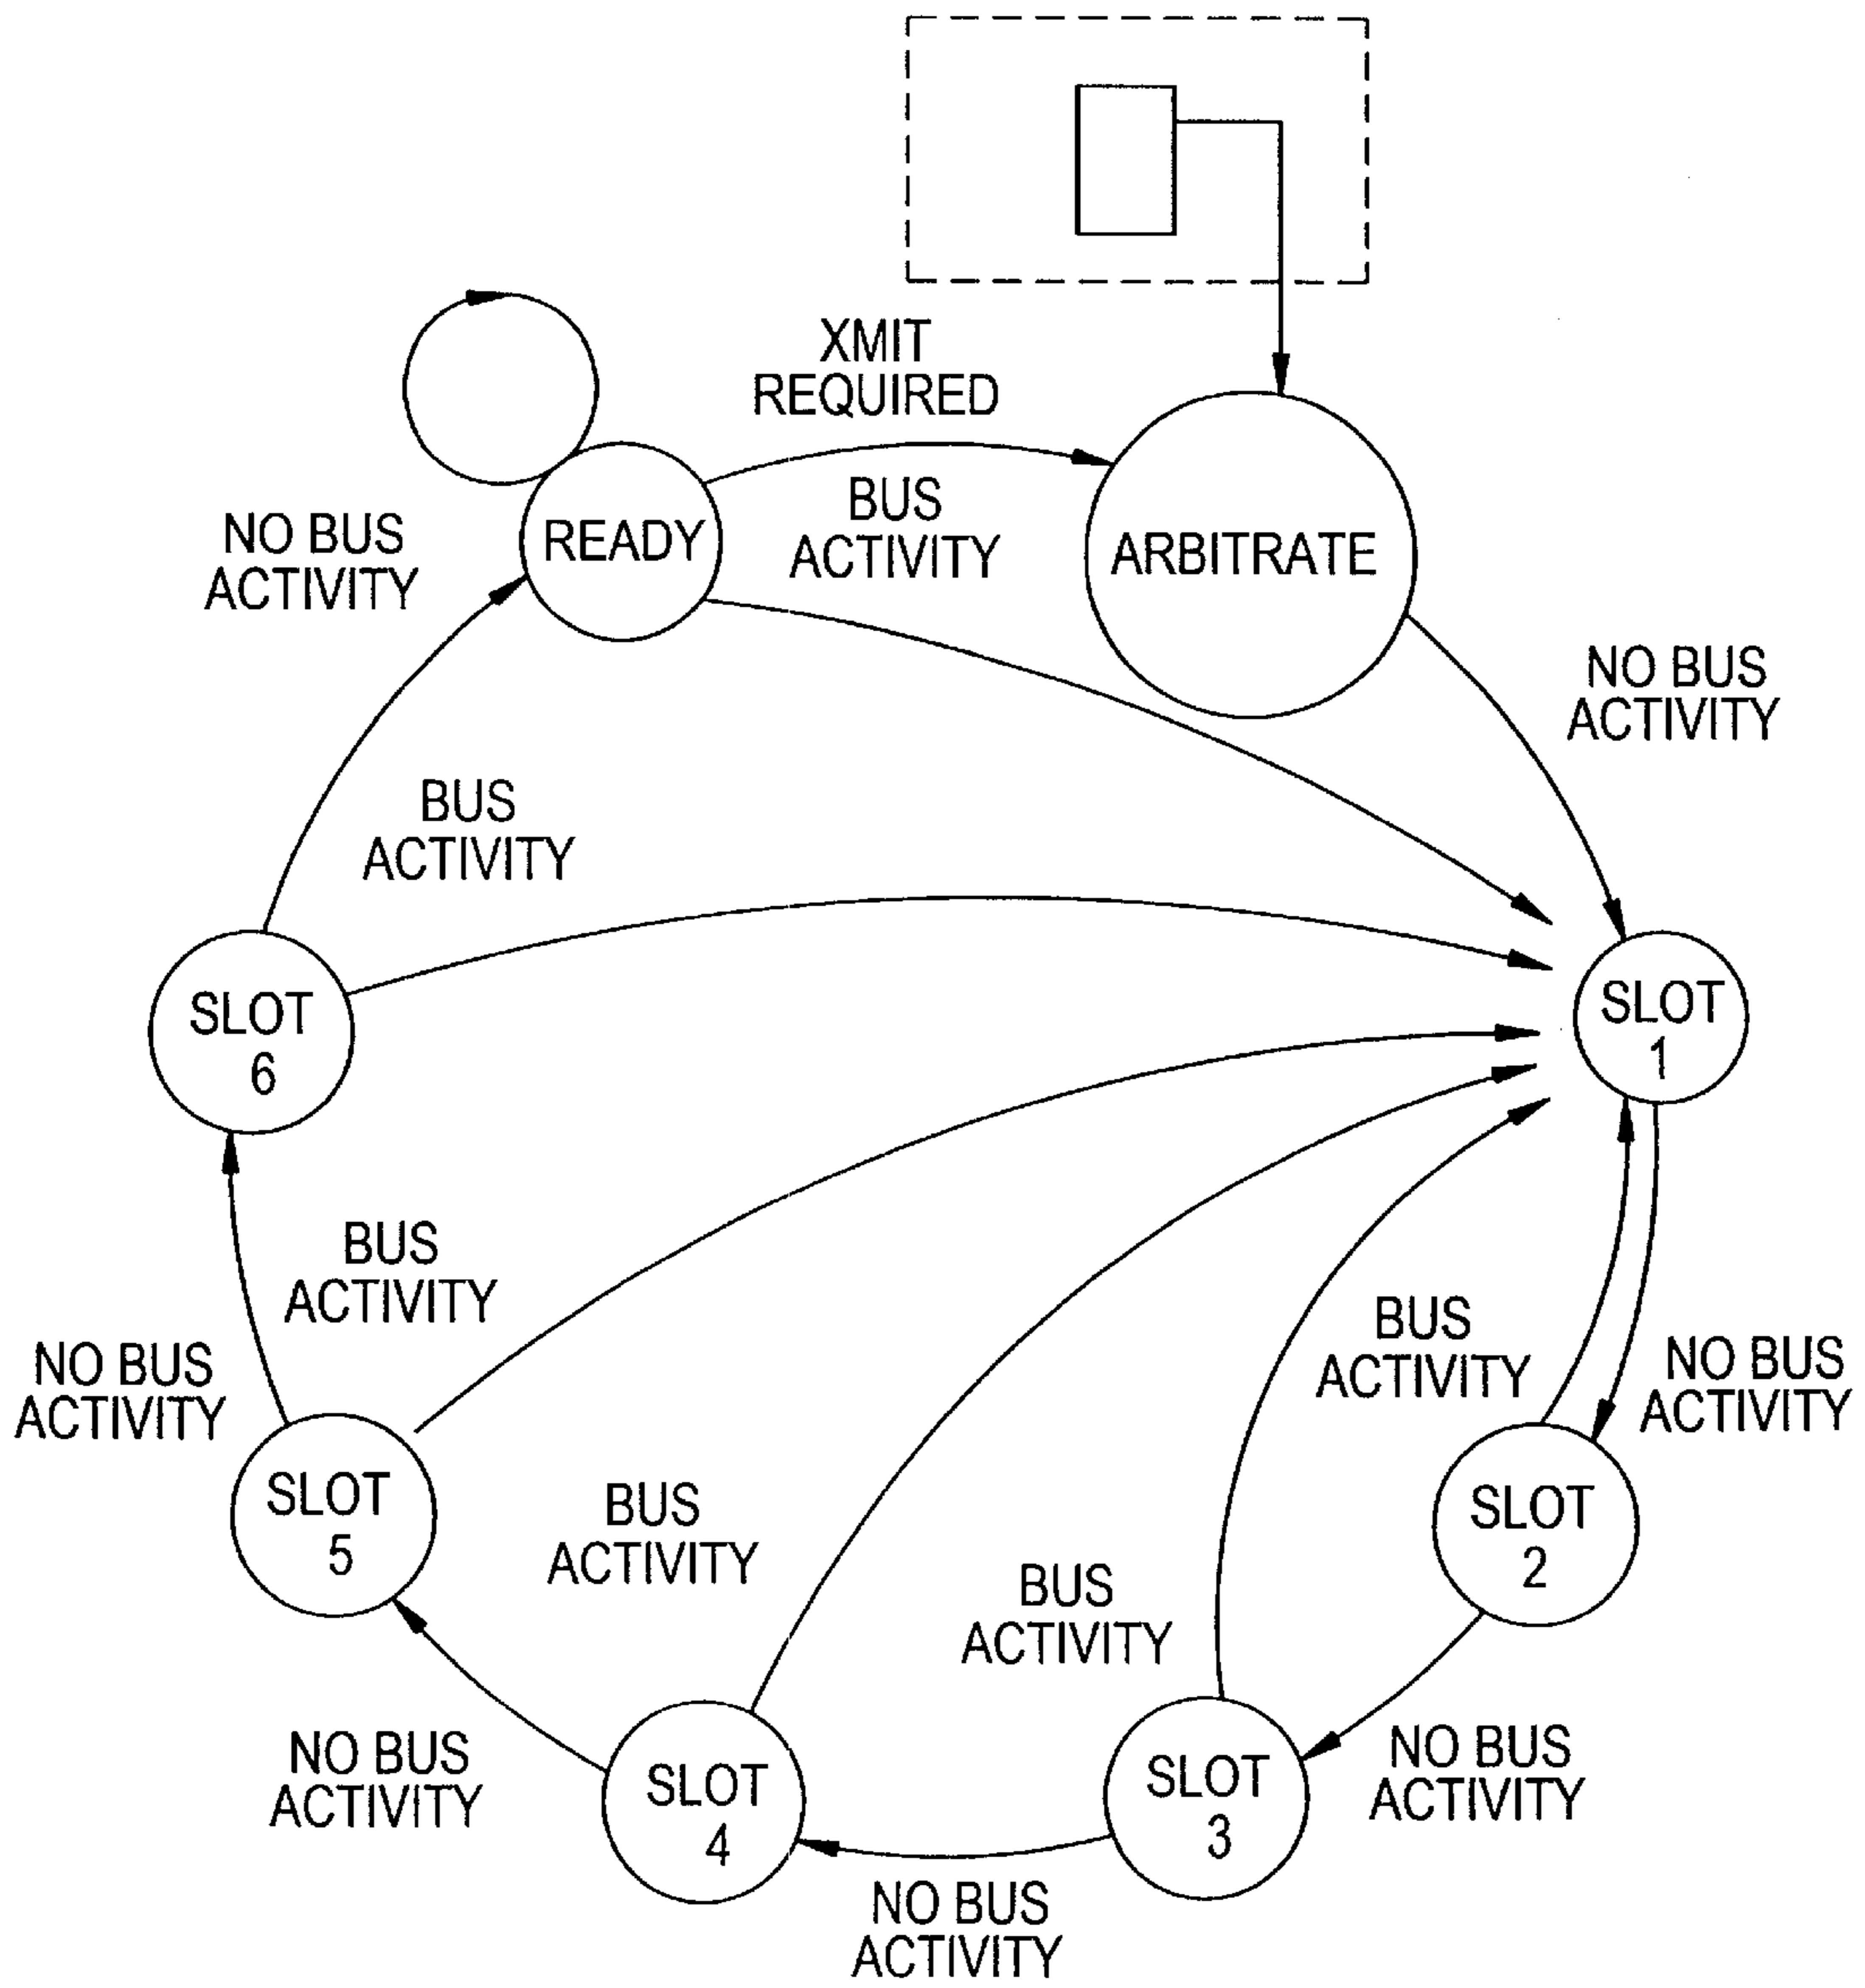 XMIT
REQUIRED
BUS
ACTIVITY
READY
ARBITRATE
NO BUS
ACTIVITY
NO BUS
ACTIVITY
BUS
ACTIVITY
SLOT
6
SLOT
1
BUS
ACTIVITY
NO BUS
ACTIVITY
BUS
ACTIVITY
NO BUS
ACTIVITY
SLOT
5
BUS
ACTIVITY
SLOT
2
BUS
ACTIVITY
NO BUS
ACTIVITY
SLOT
4
SLOT
3
NO BUS
ACTIVITY
NO BUS
ACTIVITY